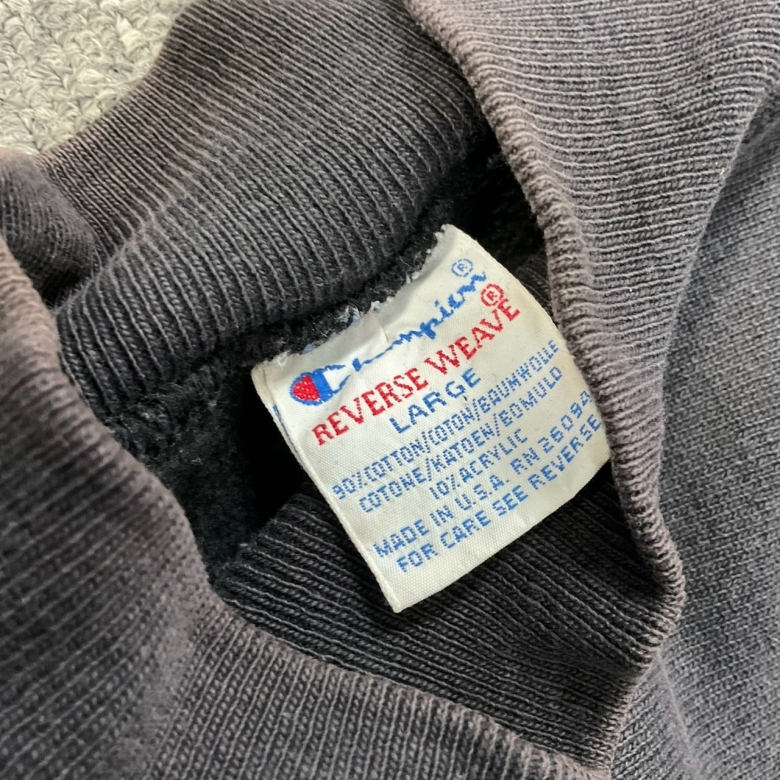 Champion®
REVERSE WEAVE®
LARGE
90%COTTON/COTON/BAUMWOLLE
COTONE/KATOEN/BOMULD
10%ACRYLIC
MADE IN U.S.A. RN 26094
FOR CARE SEE REVERSE